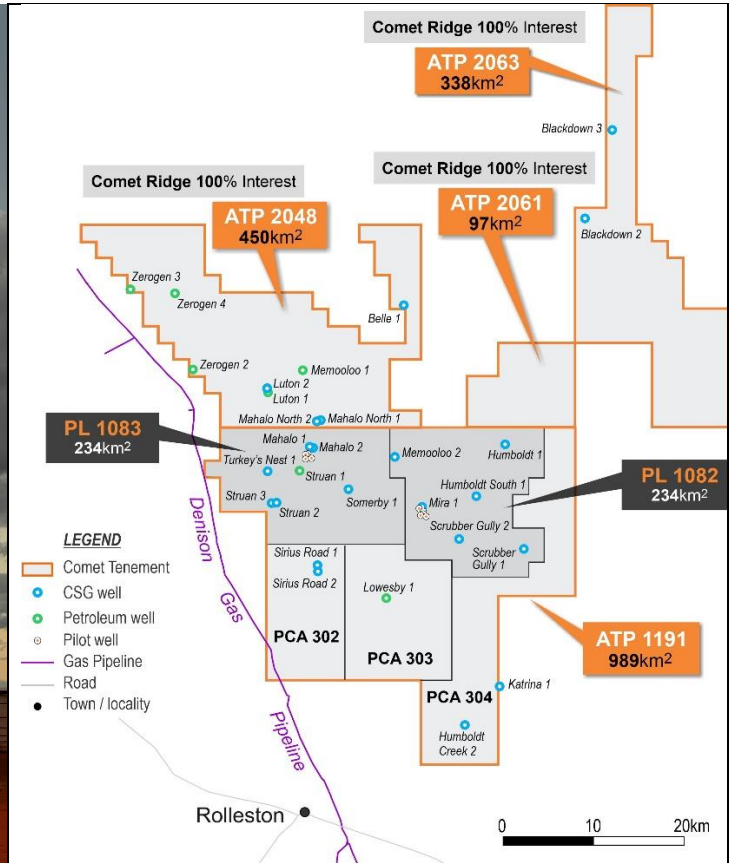 Comet Ridge 100% Interest
ATP 2063
338km2
Blackdown 3
Comet Ridge 100% Interest
Comet Ridge 100% Interest
ATP 2048
450km2
ATP 2061
97km2
Blackdown 2
Zerogen 3
Zerogen 4
Belle 1
Zerogen 2
Memooloo 1
Luton 2
Luton 1
Mahalo North 2
Mahalo North 1
PL 1083
234km2
Mahalo 1
Mahalo 2
Memooloo 2
Humboldt 1
Turkey's Nest 1
Struan 1
Humboldt South 1
PL 1082
234km2
Struan 3
Struan 2
Somerby 1
Mira 1
Scrubber Gully 2
Scrubber
Gully 1
LEGEND
Comet Tenement
CSG well
Petroleum well
Pilot well
Gas Pipeline
Road
Town / locality
Denison
Gas
Pipeline
Sirius Road 1
Sirius Road 2
Lowesby 1
PCA 302
PCA 303
ATP 1191
989km2
PCA 304
Katrina 1
Humboldt
Creek 2
Rolleston
0
10
20km